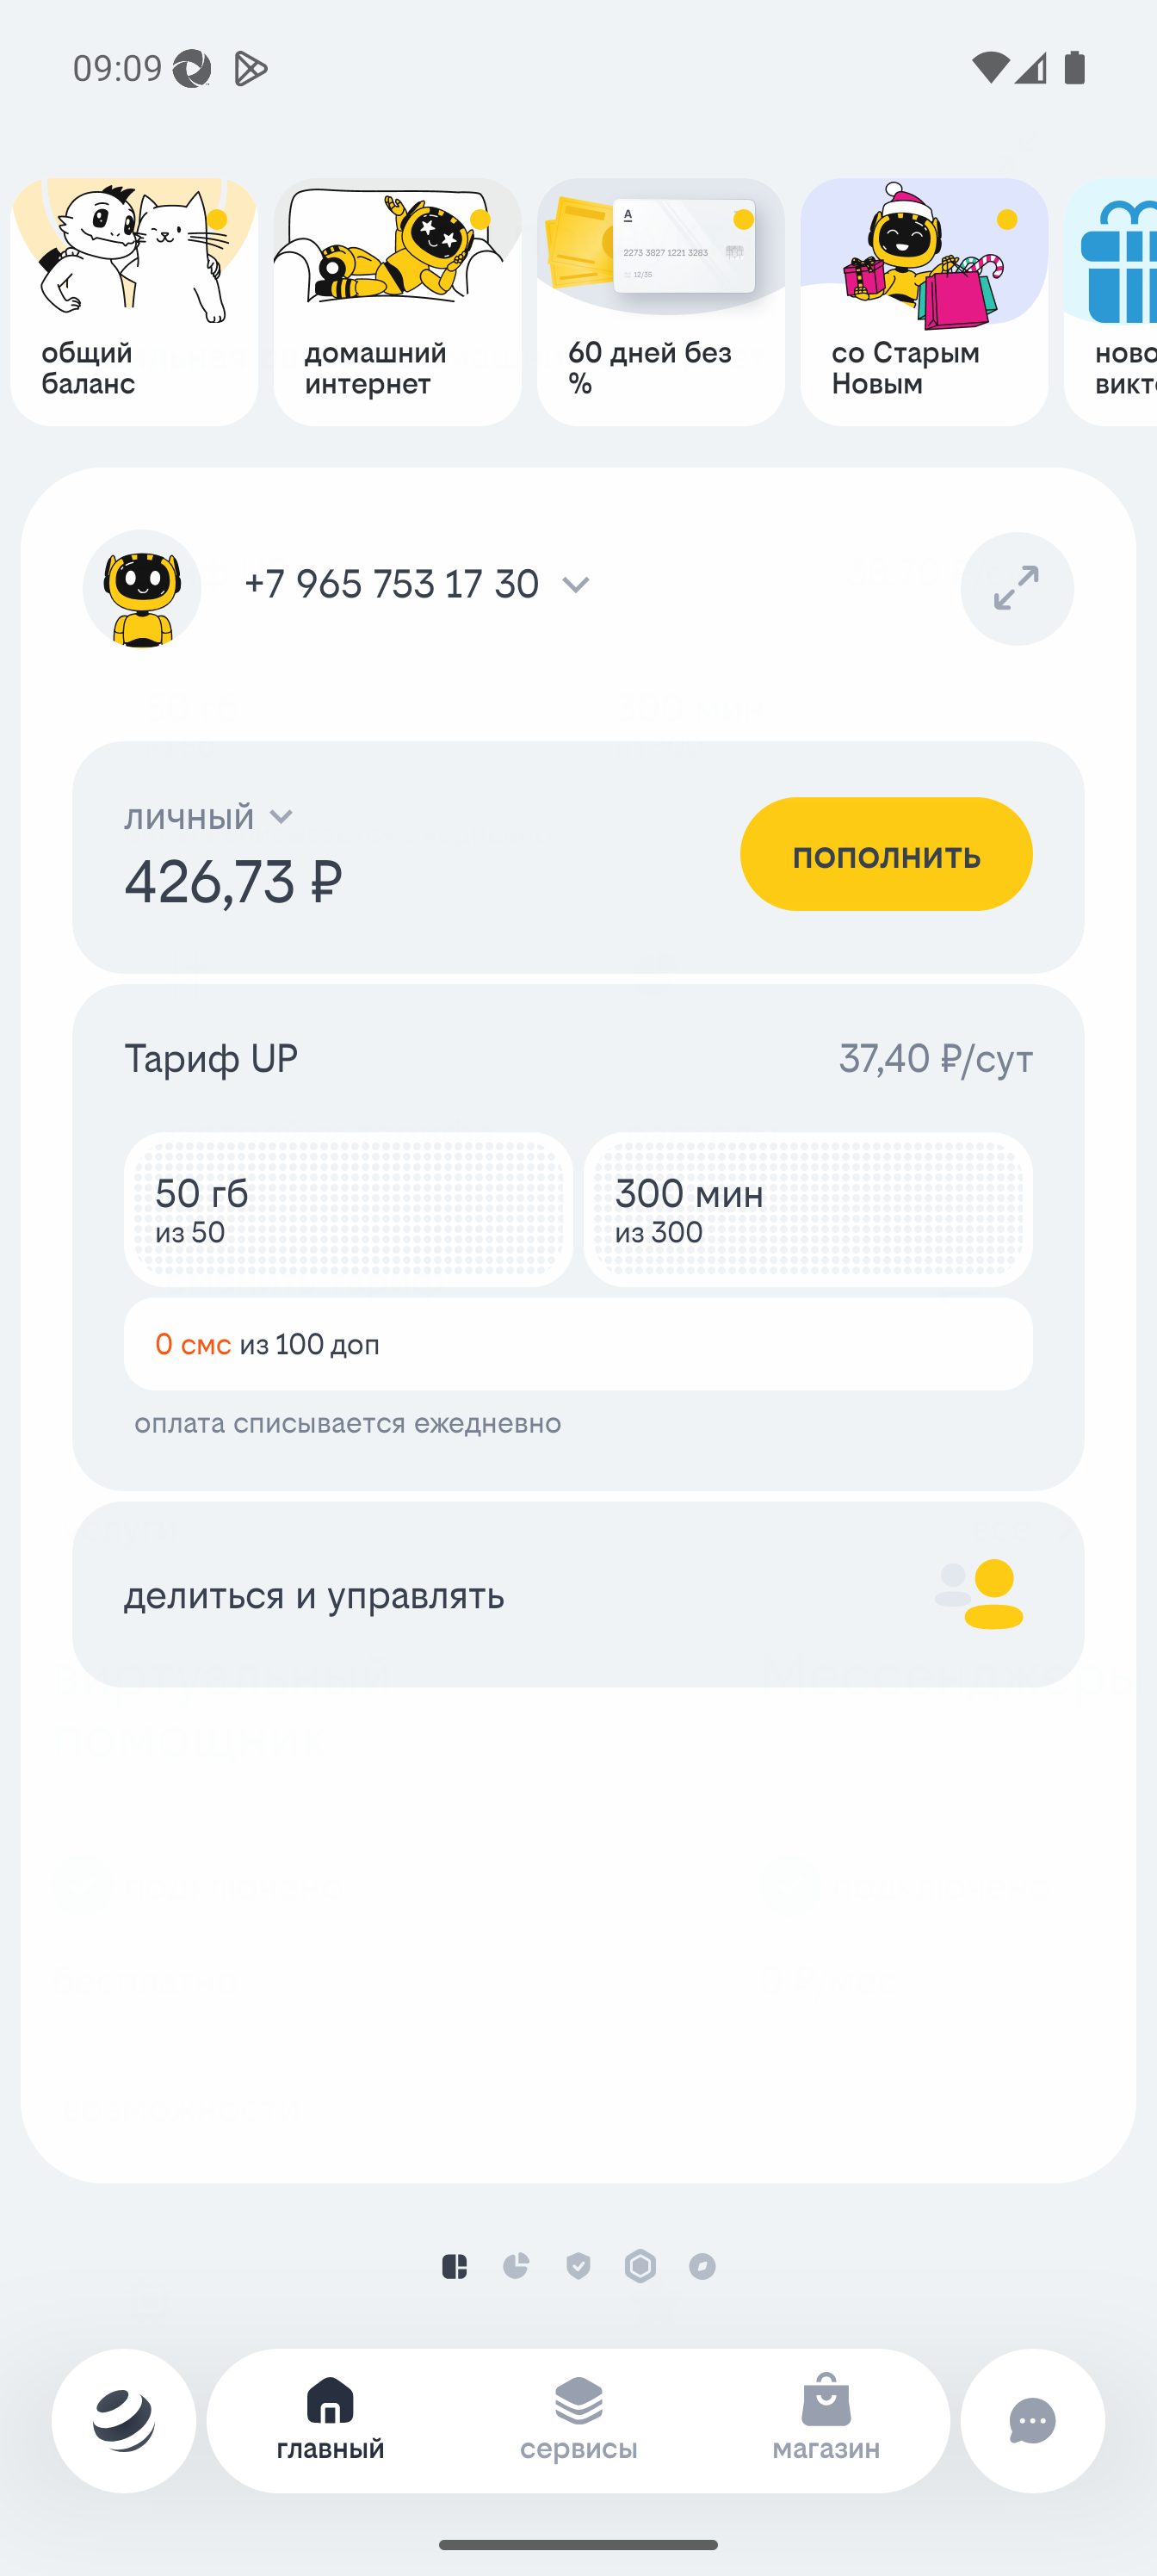 09:09
общий
баланс
домашний
интернет
A
2273 3827 1221 3283
12/35
60 дней без
%
со Старым
Новым
ново
викт
+7 965 753 17 30
личный
426,73 ₽
пополнить
Тариф UP
37,40 ₽/сут
50 гб
из 50
300 мин
из 300
0 смс из 100 доп
оплата списывается ежедневно
делиться и управлять
главный
сервисы
магазин